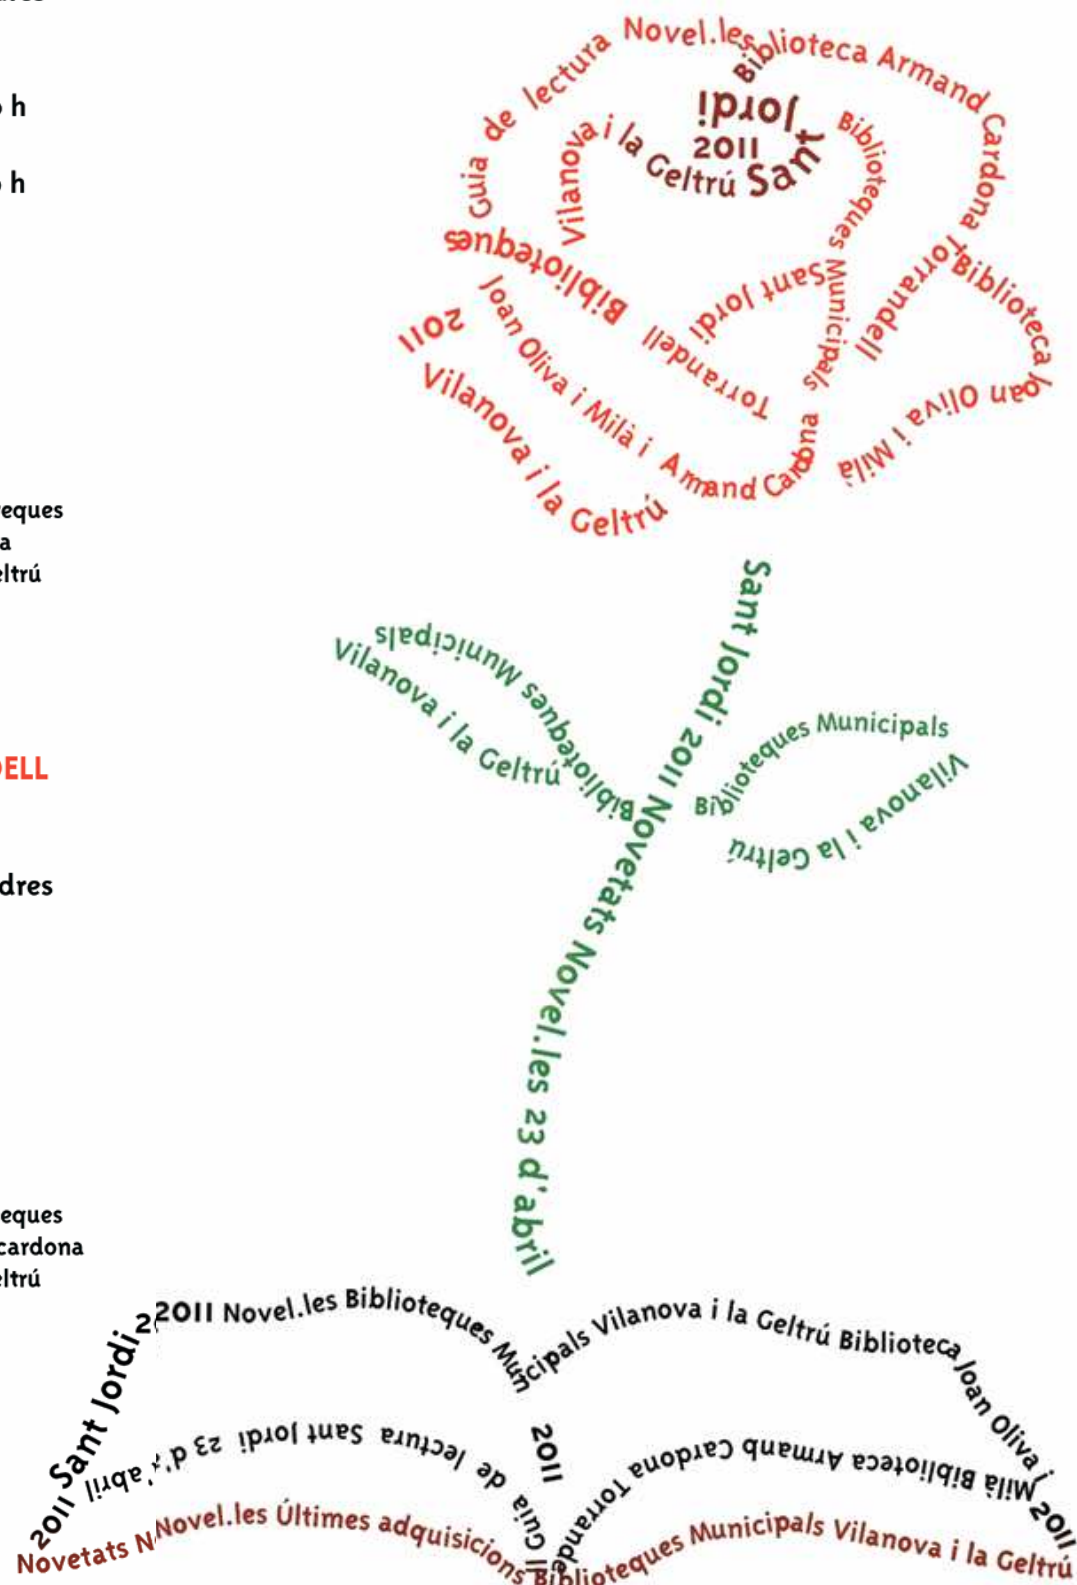 h
h
eques
a
eltrú
ELL
dres
eques
cardona
eltrú
Guia de lectura Novel.les Biblioteca Armand Cardona Torrandell
Sant Jordi
2011
Vilanova i la Geltrú
Biblioteques Municipals
Biblioteques
Sant Jordi
Torrandell
Biblioteca Joan Oliva i Milà
2011
Joan Oliva i Milà i Armand Cardona
Vilanova i la Geltrú
Sant Jordi 2011 Novetats Novel.les 23 d'abril
Biblioteques Municipals
Vilanova i la Geltrú
Biblioteques Municipals
Vilanova i la Geltrú
2011 Sant Jordi 2 2011 Novel.les Biblioteques Municipals Vilanova i la Geltrú Biblioteca Joan Oliva i Milà 2011
2011
Guia de lectura Sant Jordi 23 d'abril
Biblioteca Armanb Cardona Torrandell
Novetats Novel.les Últimes adquisicions Biblioteques Municipals Vilanova i la Geltrú